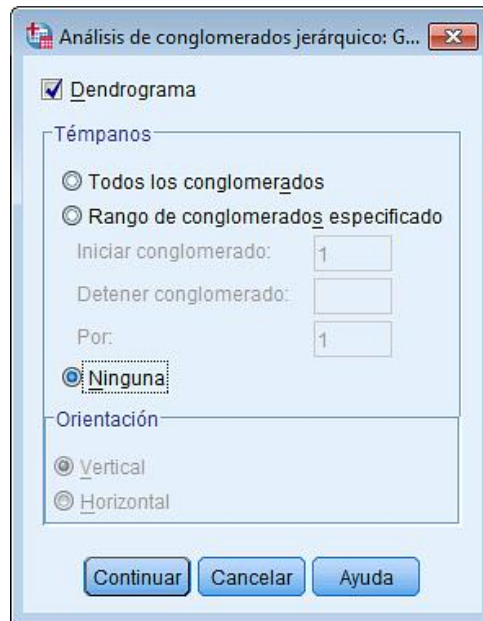 Análisis de conglomerados jerárquico: G...
Dendrograma
Témpanos
Todos los conglomerados
Rango de conglomerados especificado
Iniciar conglomerado: 1
Detener conglomerado:
Por: 1
Ninguna
Orientación
Vertical
Horizontal
Continuar Cancelar Ayuda